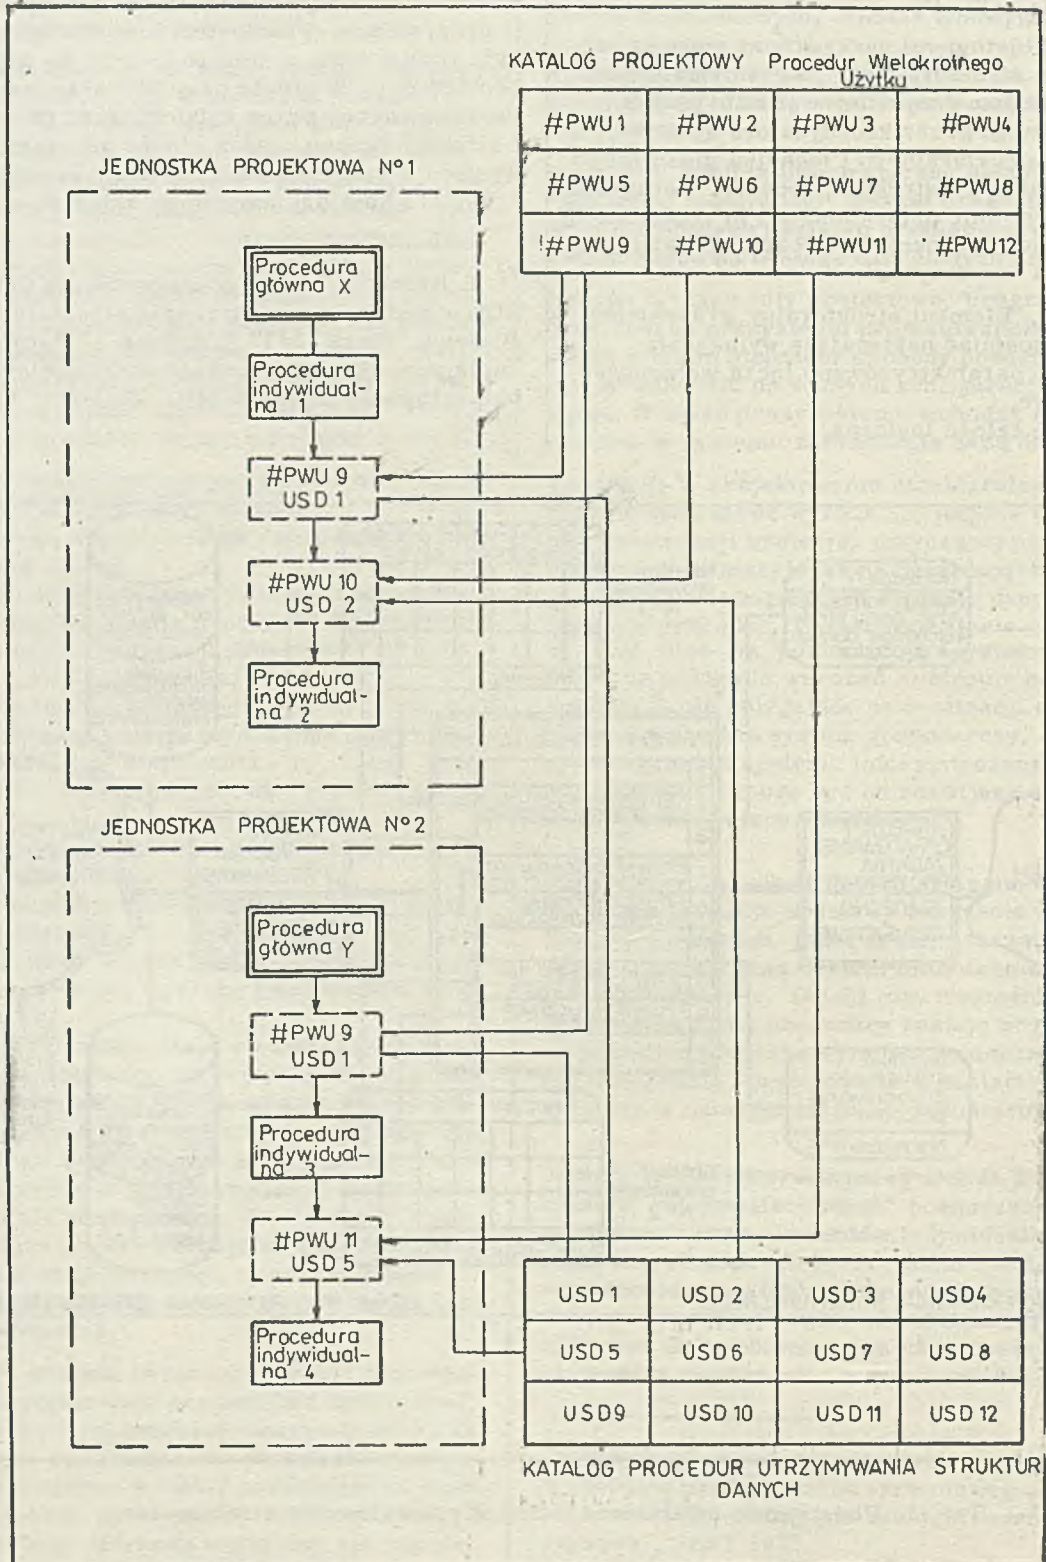 KATALOG PROJEKTOWY Procedur Wielokrotnego
Użytku
#PWU 1 #PWU 2 #PWU 3 #PWU4
#PWU 5 #PWU6 #PWU7 #PWU8
#PWU9 #PWU10 #PWU11 #PWU12
JEDNOSTKA PROJEKTOWA N°1
Procedura
główna X
Procedura
indywidual-
na 1
#PWU 9
USD 1
#PWU 10
USD 2
Procedura
indywidual-
na 2
JEDNOSTKA PROJEKTOWA N°2
Procedura
główna Y
#PWU 9
USD 1
Procedura
indywidual-
na 3
#PWU 11
USD 5
Procedura
indywidual-
na 4
USD 1 USD 2 USD 3 USD4
USD 5 USD 6 USD 7 USD 8
USD9 USD 10 USD 11 USD 12
KATALOG PROCEDUR UTRZYMYWANIA STRUKTUR
DANYCH